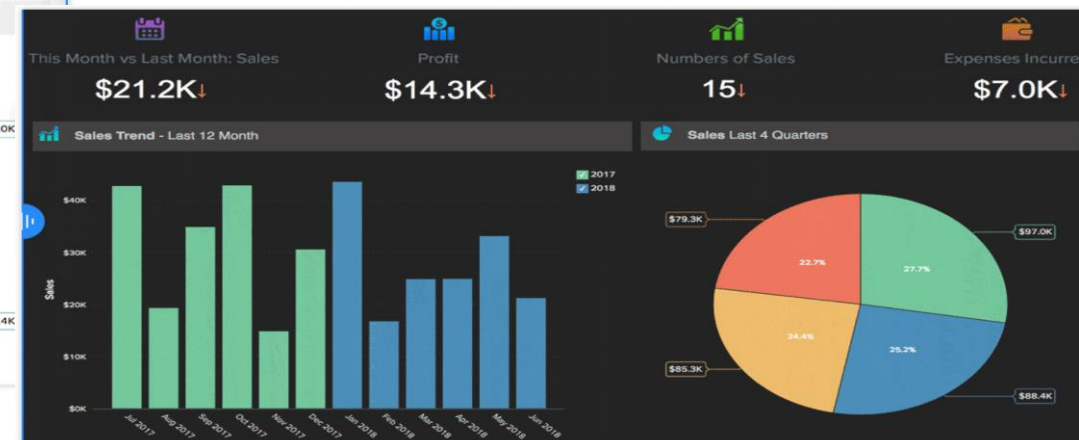 This Month vs Last Month: Sales
$21.2K↓
Profit
$14.3K↓
Numbers of Sales
15↓
Expenses Incurre
$7.0K↓
Sales Trend - Last 12 Month
2017
2018
$40K
$30K
$20K
$10K
$0K
Sales
Jul 2017
Aug 2017
Sep 2017
Oct 2017
Nov 2017
Dec 2017
Jan 2018
Feb 2018
Mar 2018
Apr 2018
May 2018
Jun 2018
Sales Last 4 Quarters
$79.3K
$97.0K
22.7%
27.7%
24.4%
25.2%
$85.3K
$88.4K
0K
4K